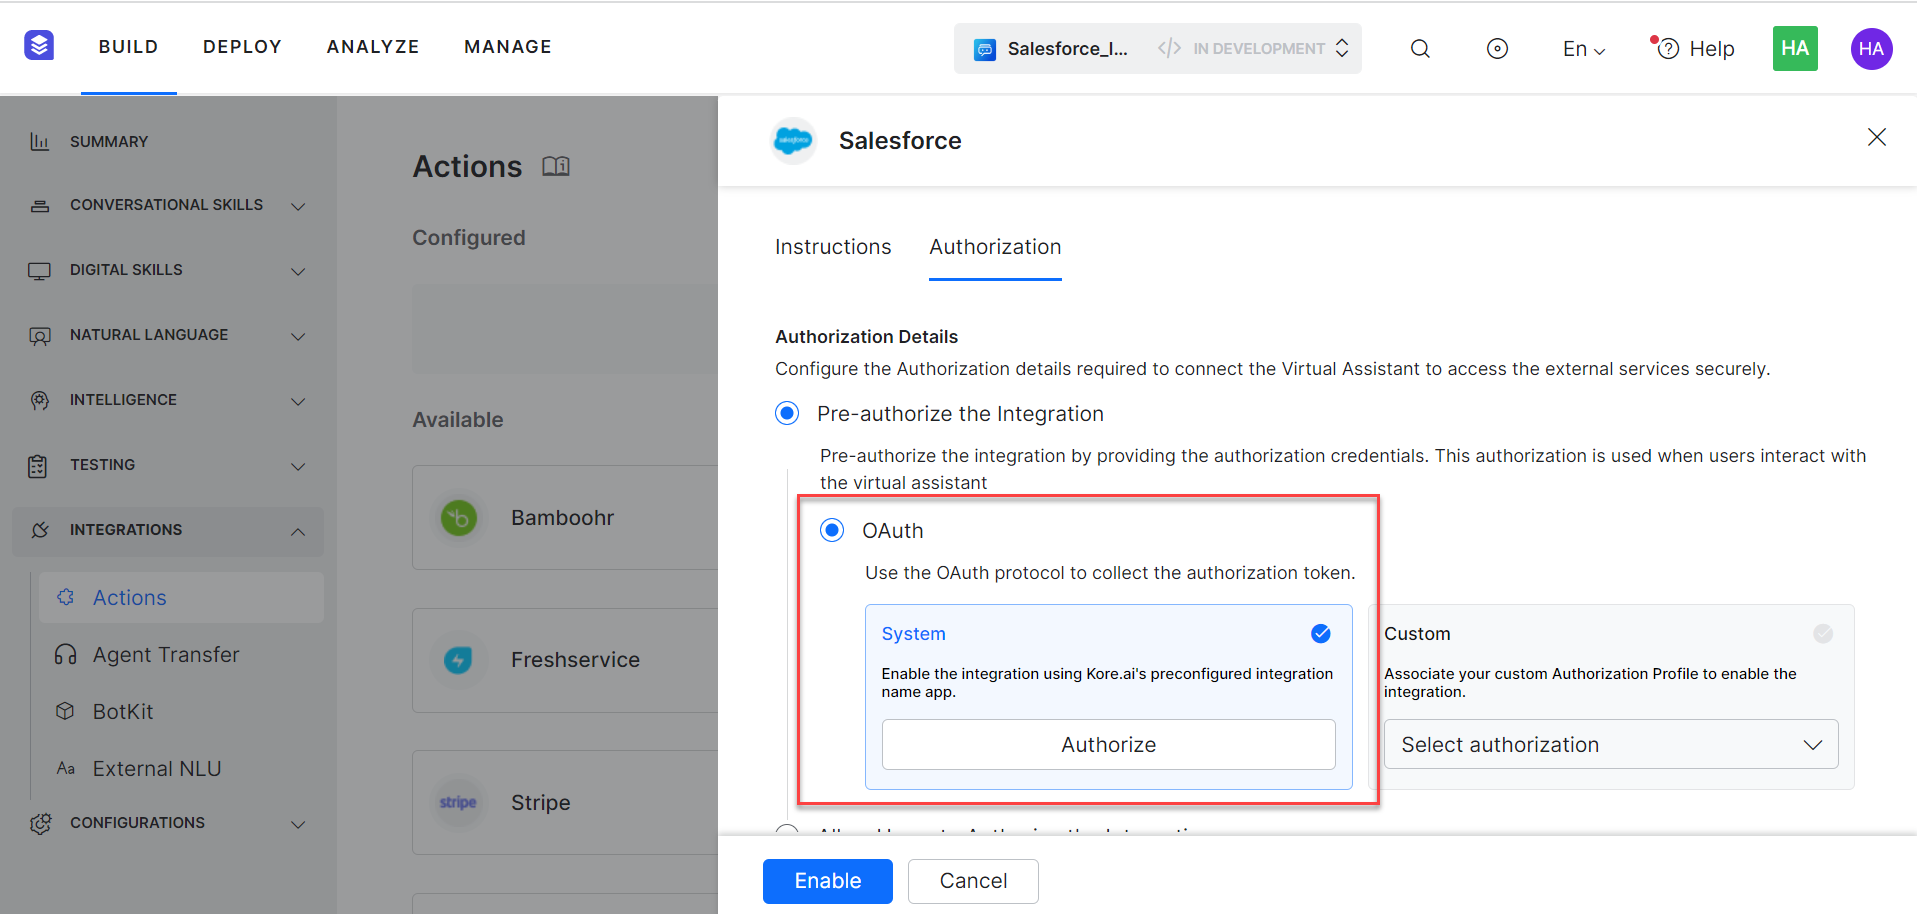 BUILD
DEPLOY
ANALYZE
MANAGE
Salesforce_I...
</> IN DEVELOPMENT
En
? Help
HA
HA
SUMMARY
CONVERSATIONAL SKILLS
DIGITAL SKILLS
NATURAL LANGUAGE
INTELLIGENCE
TESTING
INTEGRATIONS
Actions
Agent Transfer
BotKit
Aa External NLU
CONFIGURATIONS
Actions
Configured
Available
Bamboohr
Freshservice
stripe
Stripe
salesforce
Salesforce
Instructions
Authorization
Authorization Details
Configure the Authorization details required to connect the Virtual Assistant to access the external services securely.
Pre-authorize the Integration
Pre-authorize the integration by providing the authorization credentials. This authorization is used when users interact with
the virtual assistant
OAuth
Use the OAuth protocol to collect the authorization token.
System
Enable the integration using Kore.ai's preconfigured integration
name app.
Authorize
Custom
Associate your custom Authorization Profile to enable the
integration.
Select authorization
Enable
Cancel